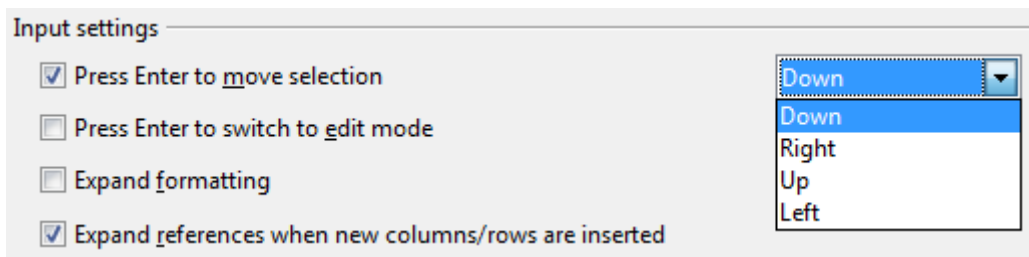 Input settings
Press Enter to move selection
Down
Press Enter to switch to edit mode
Down
Right
Expand formatting
Up
Left
Expand references when new columns/rows are inserted